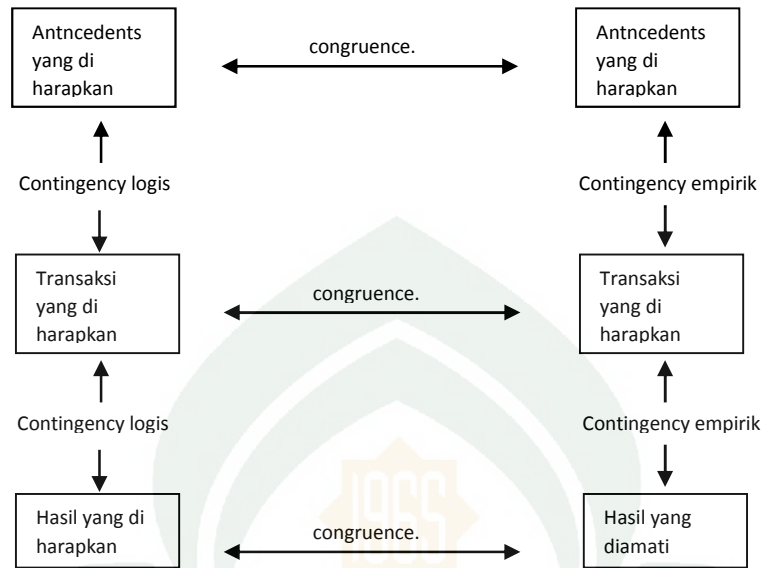 Antncedents
yang di
harapkan
congruence.
Antncedents
yang di
harapkan
Contingency logis
Contingency empirik
Transaksi
yang di
harapkan
congruence.
Transaksi
yang di
harapkan
Contingency logis
Contingency empirik
Hasil yang di
harapkan
congruence.
Hasil yang
diamati
1965